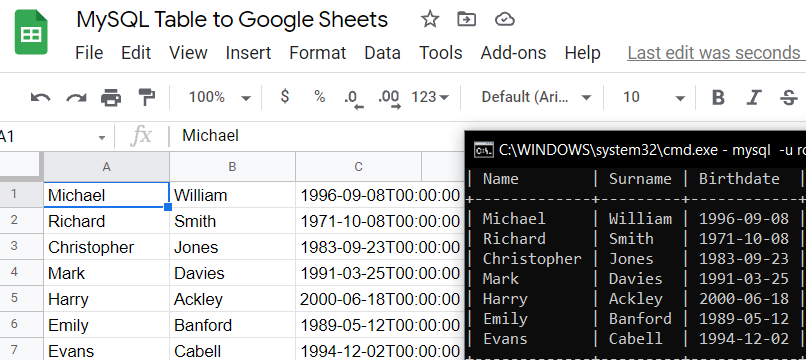 MySQL Table to Google Sheets
File Edit View Insert Format Data Tools Add-ons Help Last edit was seconds
100% $ % .0 .00 123 Default (Ari... 10 B I S
A1 fx Michael
A B C
1 Michael William 1996-09-08T00:00:00
2 Richard Smith 1971-10-08T00:00:00
3 Christopher Jones 1983-09-23T00:00:00
4 Mark Davies 1991-03-25T00:00:00
5 Harry Ackley 2000-06-18T00:00:00
6 Emily Banford 1989-05-12T00:00:00
7 Evans Cabell 1994-12-02T00:00:00
C:\WINDOWS\system32\cmd.exe - mysql -u ro
| Name | Surname | Birthdate |
| Michael | William | 1996-09-08
| Richard | Smith | 1971-10-08
| Christopher | Jones | 1983-09-23
| Mark | Davies | 1991-03-25
| Harry | Ackley | 2000-06-18
| Emily | Banford | 1989-05-12
| Evans | Cabell | 1994-12-02